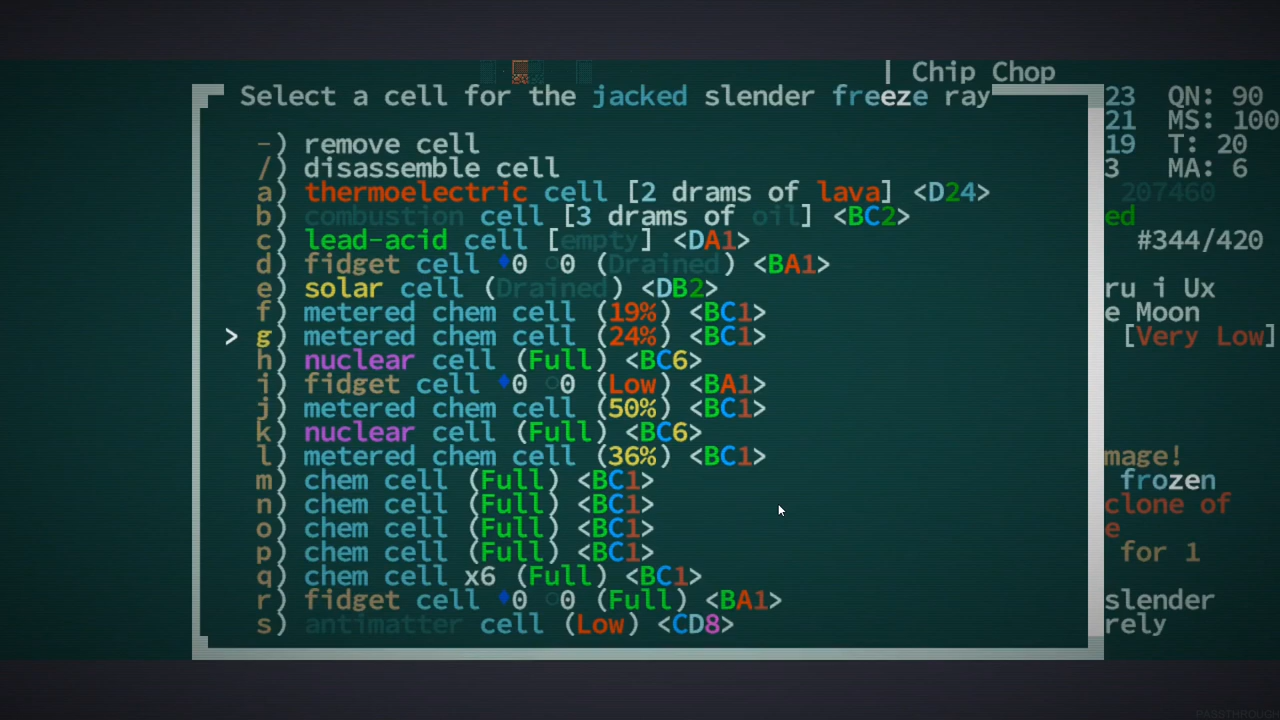 | Chip Chop
Select a cell for the jacked slender freeze ray
23 QN: 90
-) remove cell
21 MS: 100
/) disassemble cell
19 T: 20
3 MA: 6
a) thermoelectric cell [2 drams of lava] <D24>
207460
b) combustion cell [3 drams of oil] <BC2>
ed
c) lead-acid cell [empty] <DA1>
#344/420
d) fidget cell ♦0 ○0 (Drained) <BA1>
e) solar cell (Drained) <DB2>
ru i Ux
f) metered chem cell (19%) <BC1>
e Moon
> g) metered chem cell (24%) <BC1>
[Very Low]
h) nuclear cell (Full) <BC6>
i) fidget cell ♦0 ○0 (Low) <BA1>
j) metered chem cell (50%) <BC1>
k) nuclear cell (Full) <BC6>
l) metered chem cell (36%) <BC1>
mage!
m) chem cell (Full) <BC1>
frozen
n) chem cell (Full) <BC1>
clone of
o) chem cell (Full) <BC1>
e
p) chem cell (Full) <BC1>
for 1
q) chem cell x6 (Full) <BC1>
r) fidget cell ♦0 ○0 (Full) <BA1>
slender
s) antimatter cell (Low) <CD8>
rely
PASSTHROUGH